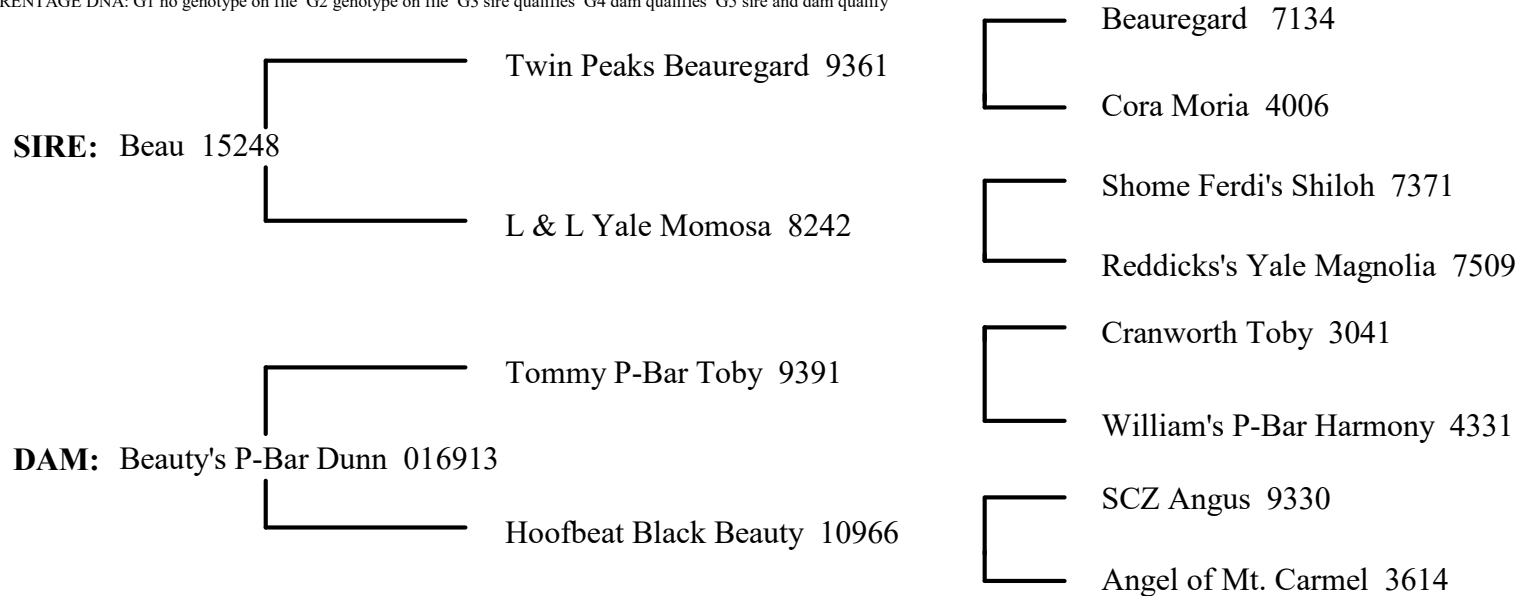 RENTAGE DNA: G1 no genotype on file G2 genotype on file G3 sire qualifies G4 dam qualifies G5 sire and dam qualify
Beauregard 7134
Twin Peaks Beauregard 9361
Cora Moria 4006
SIRE: Beau 15248
Shome Ferdi's Shiloh 7371
L & L Yale Momosa 8242
Reddicks's Yale Magnolia 7509
Cranworth Toby 3041
Tommy P-Bar Toby 9391
William's P-Bar Harmony 4331
DAM: Beauty's P-Bar Dunn 016913
SCZ Angus 9330
Hoofbeat Black Beauty 10966
Angel of Mt. Carmel 3614